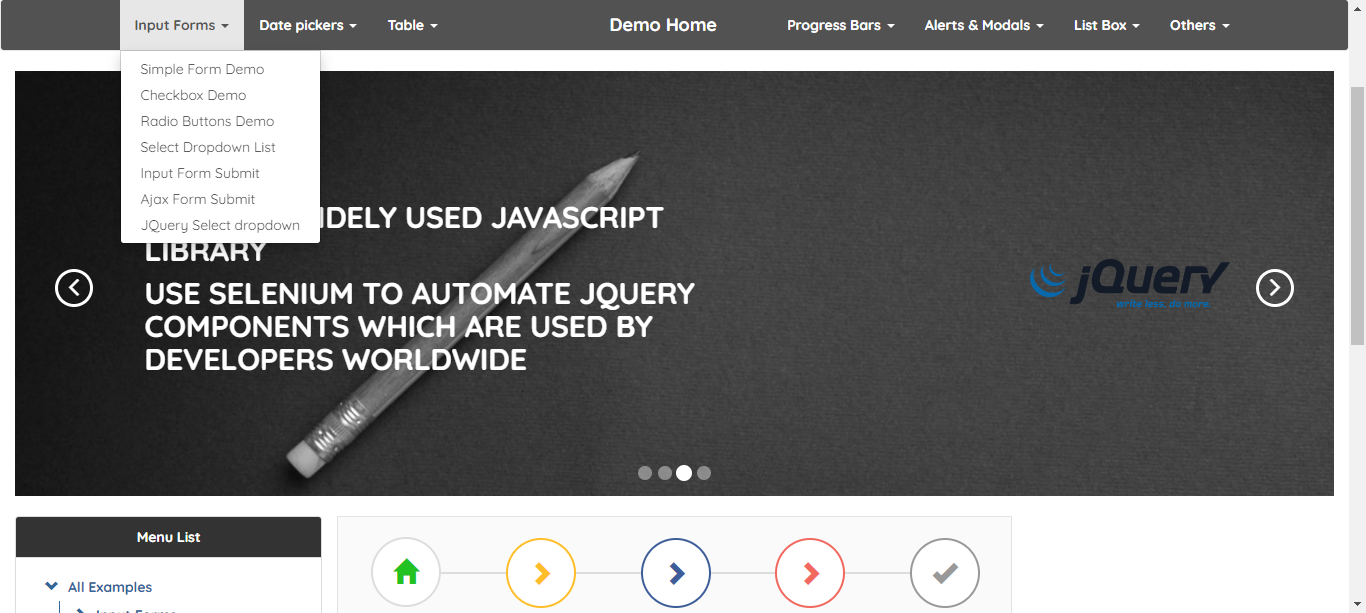 Input Forms
Date pickers
Table
Demo Home
Progress Bars
Alerts & Modals
List Box
Others
Simple Form Demo
Checkbox Demo
Radio Buttons Demo
Select Dropdown List
Input Form Submit
Ajax Form Submit
JQuery Select dropdown
USED JAVASCRIPT
LIBRARY
USE SELENIUM TO AUTOMATE JQUERY
COMPONENTS WHICH ARE USED BY
DEVELOPERS WORLDWIDE
jQuery
write less, do more.
Menu List
All Examples
Input Forms